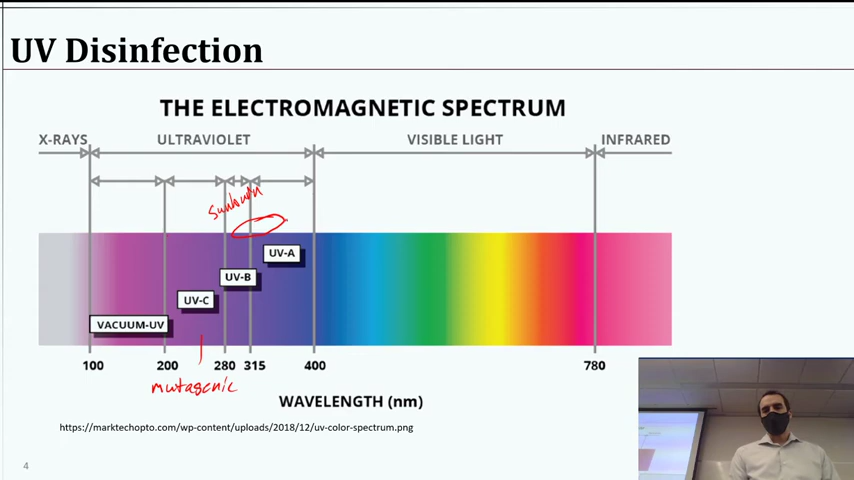 UV Disinfection
THE ELECTROMAGNETIC SPECTRUM
X-RAYS ULTRAVIOLET VISIBLE LIGHT INFRARED
sunburn
UV-A
UV-B
UV-C
VACUUM-UV
100 200 280 315 400 780
mutagenic
WAVELENGTH (nm)
https://marktechopto.com/wp-content/uploads/2018/12/uv-color-spectrum.png
4